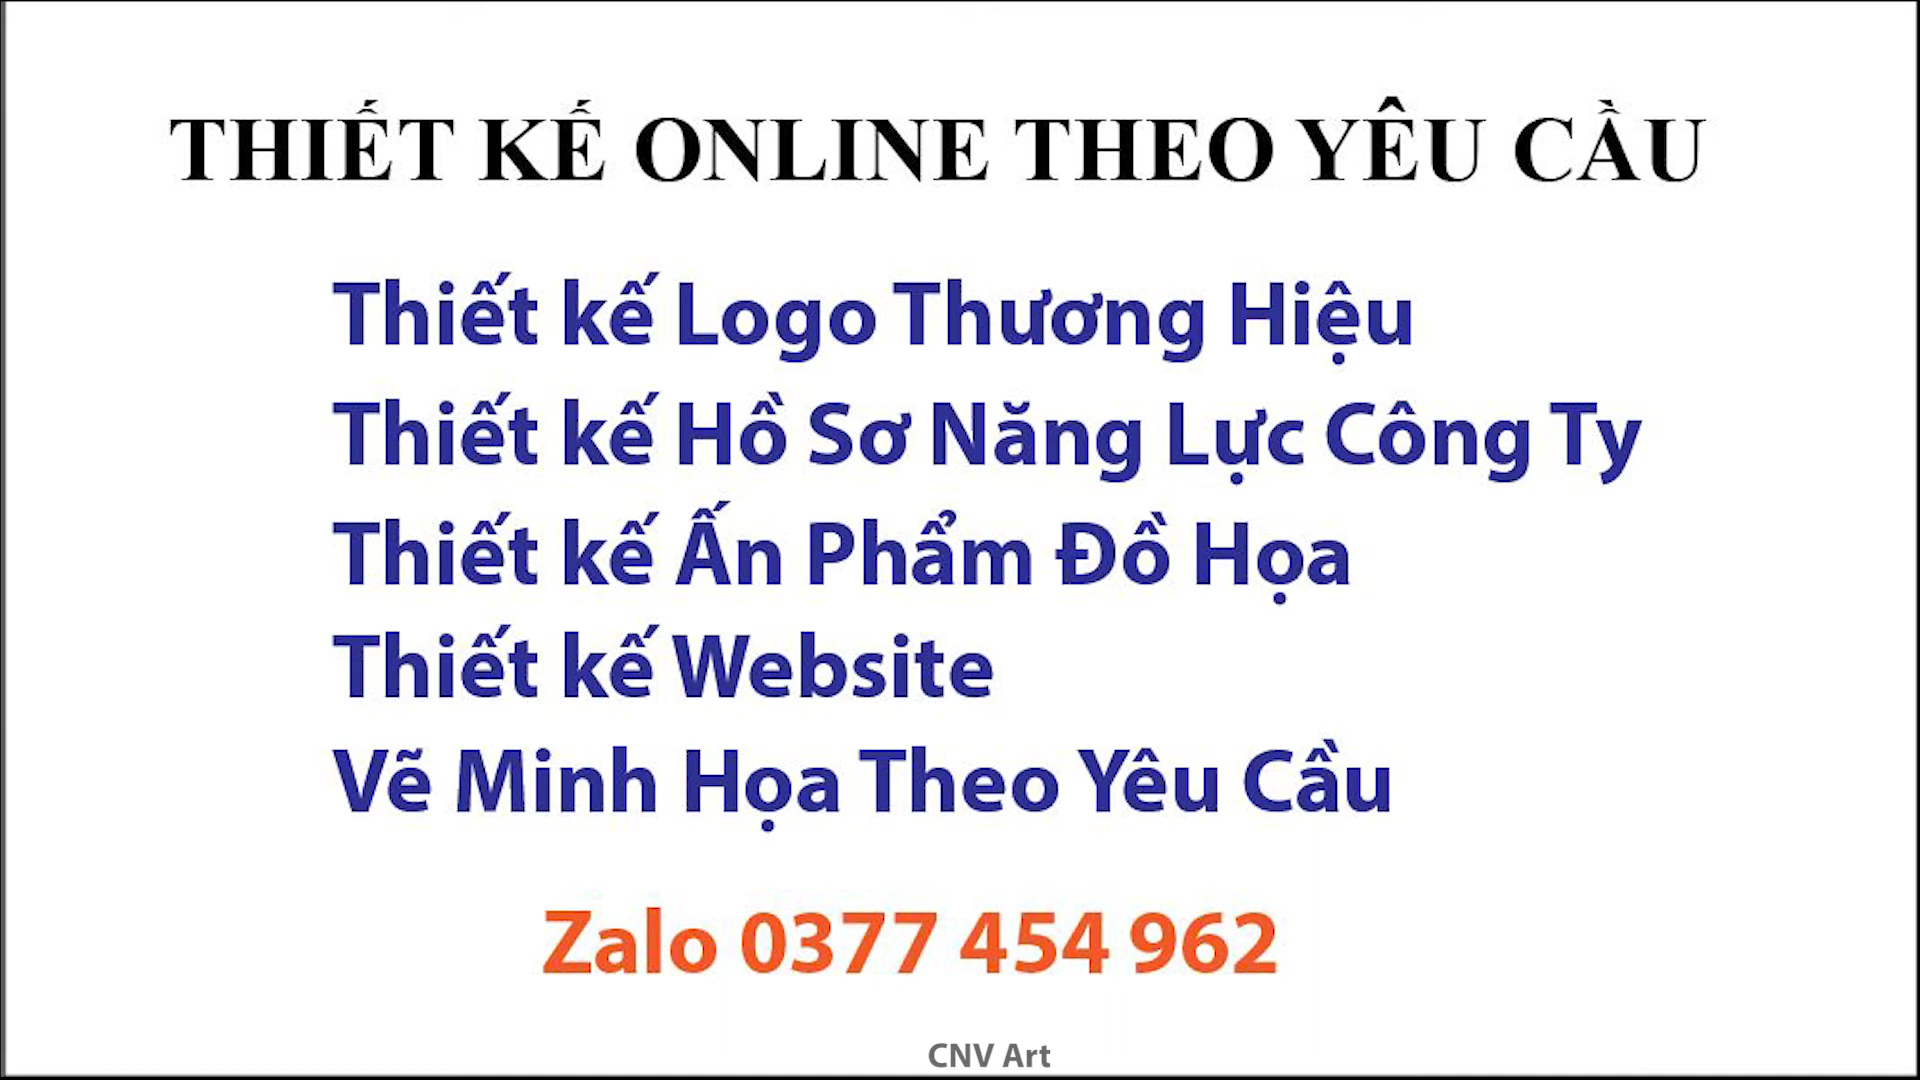 THIẾT KẾ ONLINE THEO YÊU CẦU
Thiết kế Logo Thương Hiệu
Thiết kế Hồ Sơ Năng Lực Công Ty
Thiết kế Ấn Phẩm Đồ Họa
Thiết kế Website
Vẽ Minh Họa Theo Yêu Cầu
Zalo 0377 454 962
CNV Art